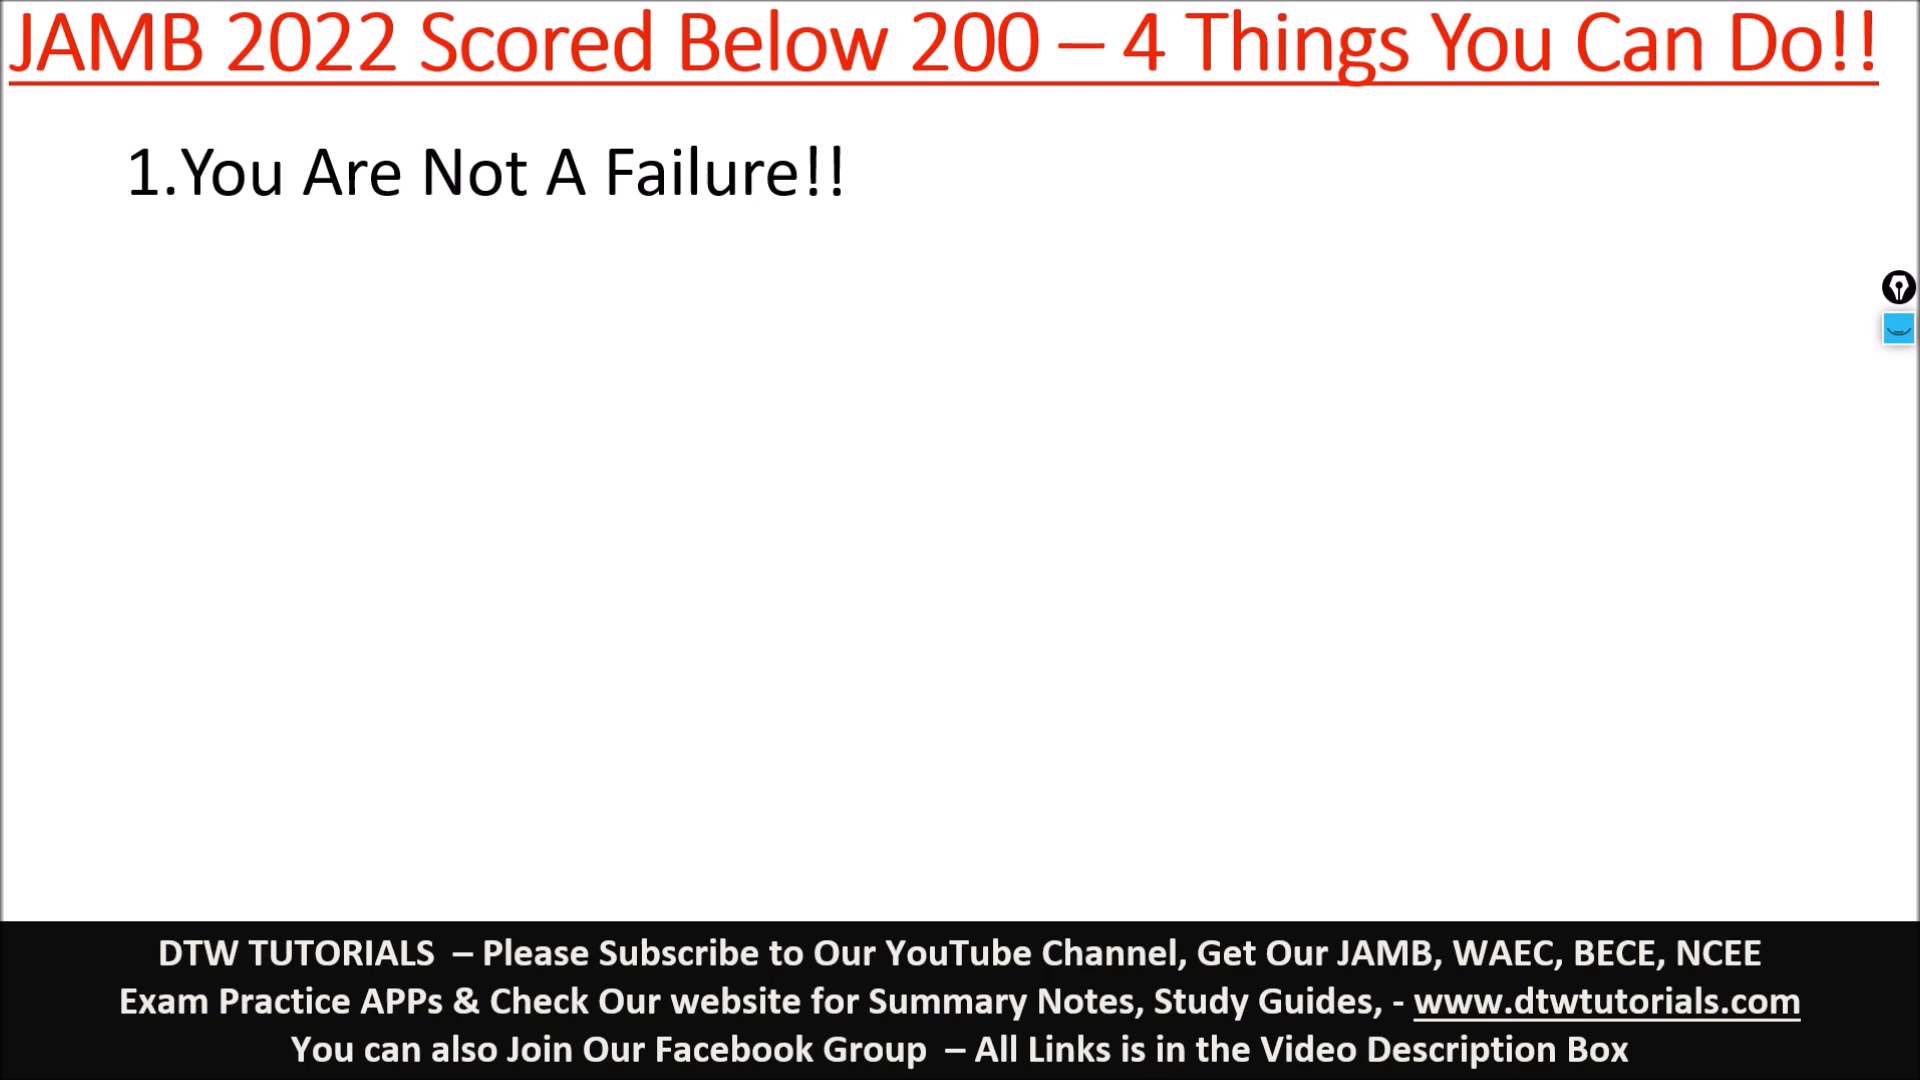 JAMB 2022 Scored Below 200 – 4 Things You Can Do!!
1.You Are Not A Failure!!
DTW TUTORIALS – Please Subscribe to Our YouTube Channel, Get Our JAMB, WAEC, BECE, NCEE
Exam Practice APPs & Check Our website for Summary Notes, Study Guides, - www.dtwtutorials.com
You can also Join Our Facebook Group – All Links is in the Video Description Box